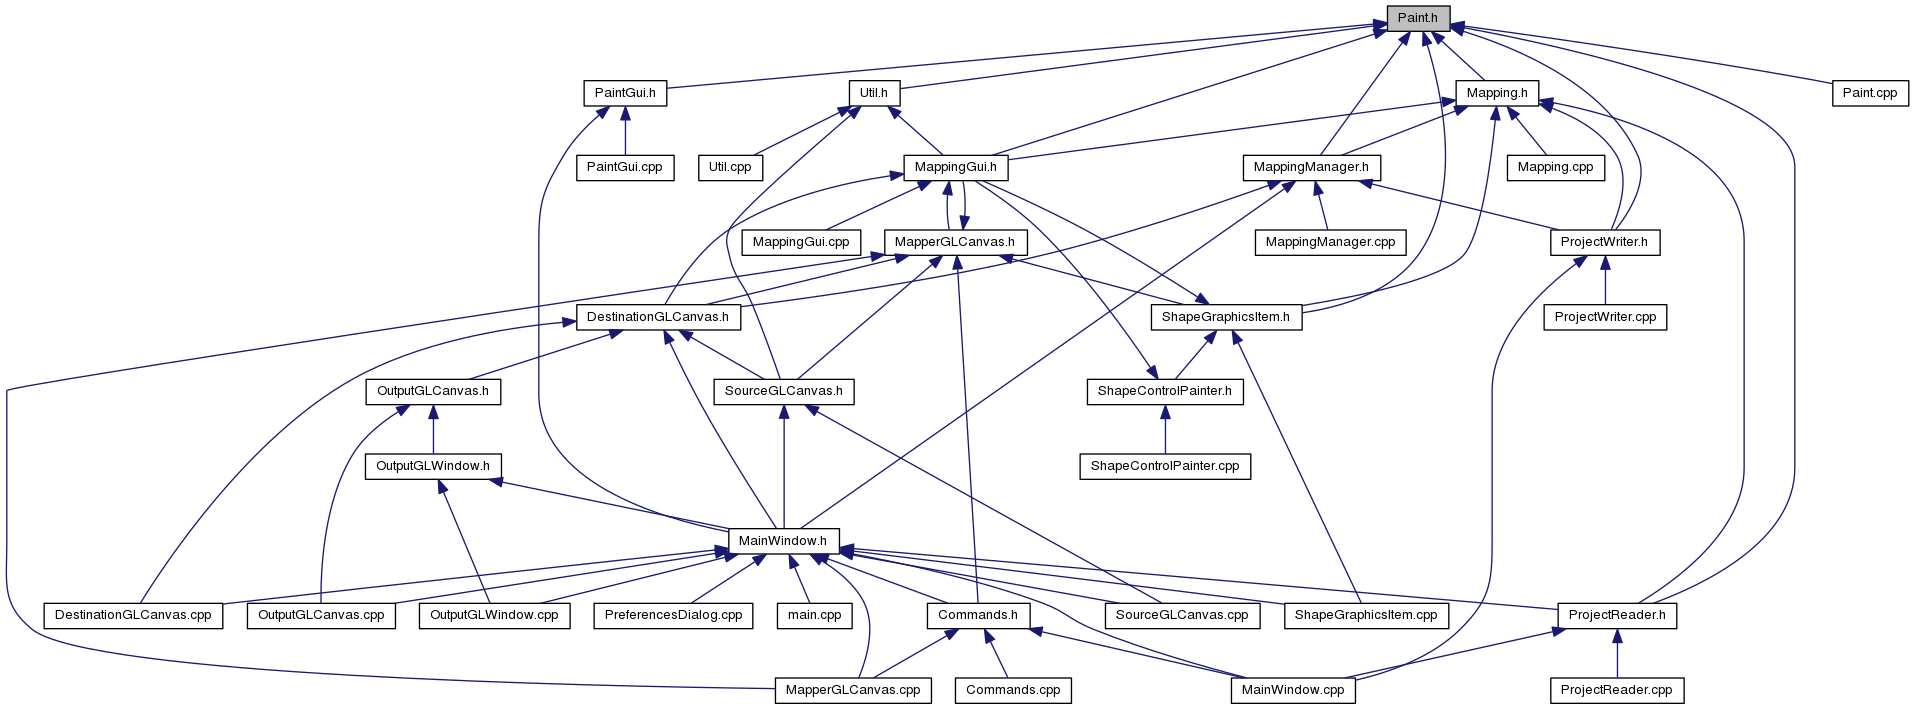 Paint.h
PaintGui.h
Util.h
Mapping.h
Paint.cpp
PaintGui.cpp
Util.cpp
MappingGui.h
MappingManager.h
Mapping.cpp
MappingGui.cpp
MapperGLCanvas.h
MappingManager.cpp
ProjectWriter.h
DestinationGLCanvas.h
ShapeGraphicsItem.h
ProjectWriter.cpp
OutputGLCanvas.h
SourceGLCanvas.h
ShapeControlPainter.h
OutputGLWindow.h
ShapeControlPainter.cpp
MainWindow.h
DestinationGLCanvas.cpp
OutputGLCanvas.cpp
OutputGLWindow.cpp
PreferencesDialog.cpp
main.cpp
Commands.h
SourceGLCanvas.cpp
ShapeGraphicsItem.cpp
ProjectReader.h
MapperGLCanvas.cpp
Commands.cpp
MainWindow.cpp
ProjectReader.cpp